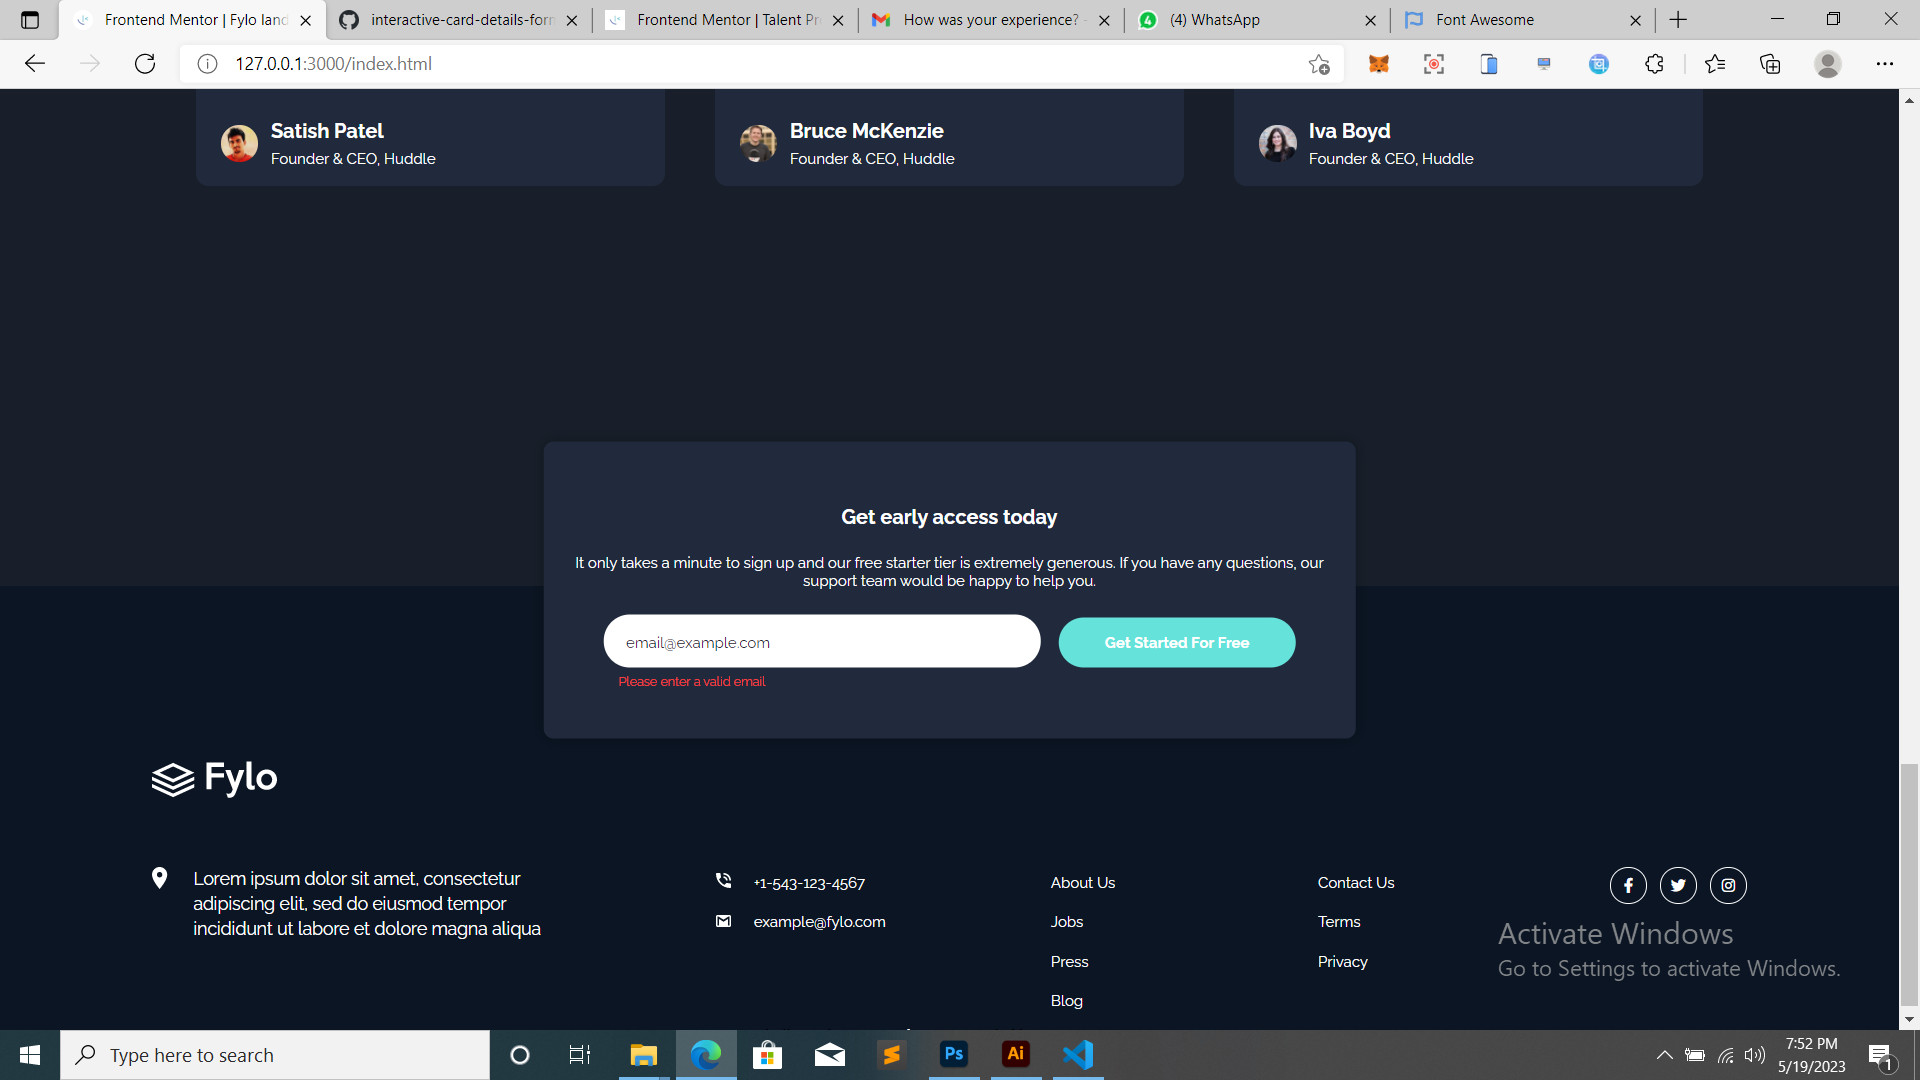 Frontend Mentor | Fylo land
interactive-card-details-forn
Frontend Mentor | Talent Pr
How was your experience? -
(4) WhatsApp
Font Awesome
127.0.0.1:3000/index.html
Satish Patel
Founder & CEO, Huddle
Bruce McKenzie
Founder & CEO, Huddle
Iva Boyd
Founder & CEO, Huddle
Get early access today
It only takes a minute to sign up and our free starter tier is extremely generous. If you have any questions, our
support team would be happy to help you.
email@example.com
Get Started For Free
Please enter a valid email
Fylo
Lorem ipsum dolor sit amet, consectetur
adipiscing elit, sed do eiusmod tempor
incididunt ut labore et dolore magna aliqua
+1-543-123-4567
example@fylo.com
About Us
Jobs
Press
Blog
Contact Us
Terms
Privacy
Activate Windows
Go to Settings to activate Windows.
Type here to search
Ps
Ai
7:52 PM
5/19/2023
1